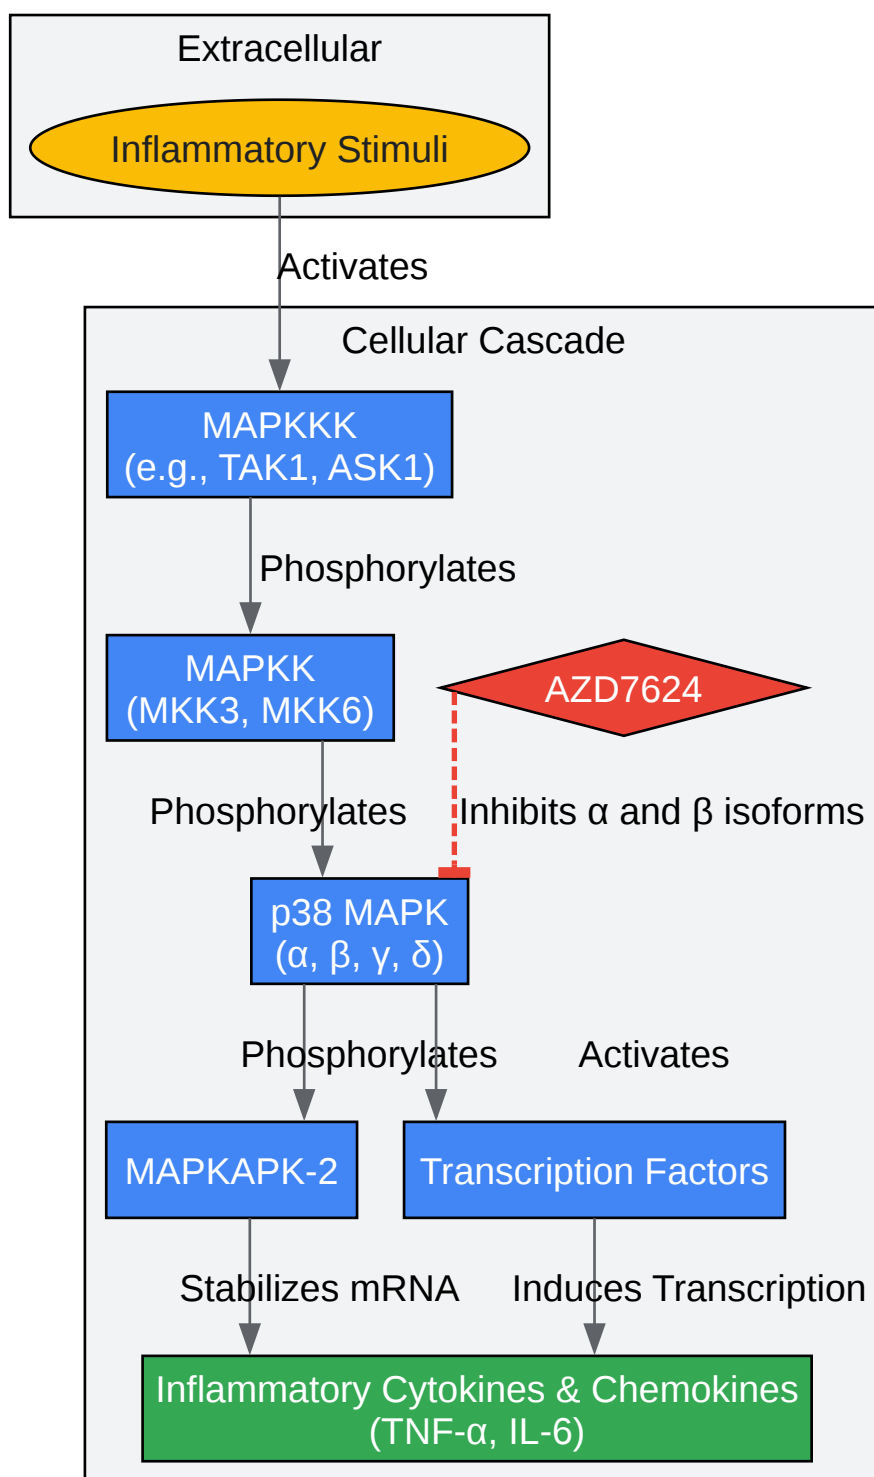 Extracellular
Inflammatory Stimuli
Activates
Cellular Cascade
MAPKKK
(e.g., TAK1, ASK1)
Phosphorylates
MAPKK
(MKK3, MKK6)
AZD7624
Phosphorylates
Inhibits α and β isoforms
p38 MAPK
(α, β, γ, δ)
Phosphorylates
Activates
MAPKAPK-2
Transcription Factors
Stabilizes mRNA
Induces Transcription
Inflammatory Cytokines & Chemokines
(TNF-α, IL-6)